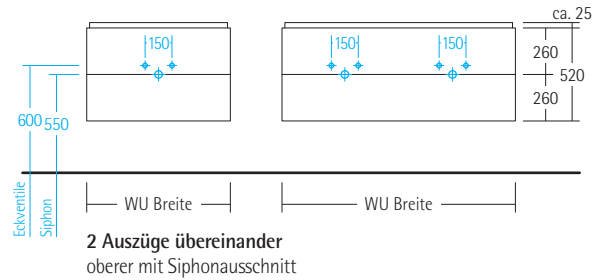 ca. 25
150
150
150
260
520
260
600
550
Eckventile
Siphon
WU Breite
WU Breite
2 Auszüge übereinander
oberer mit Siphonausschnitt